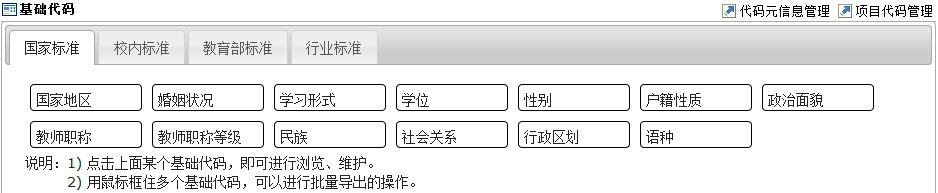 基础代码 代码元信息管理 项目代码管理
国家标准 校内标准 教育部标准 行业标准
国家地区 婚姻状况 学习形式 学位 性别 户籍性质 政治面貌
教师职称 教师职称等级 民族 社会关系 行政区划 语种
说明：1) 点击上面某个基础代码，即可进行浏览、维护。
2) 用鼠标框住多个基础代码，可以进行批量导出的操作。